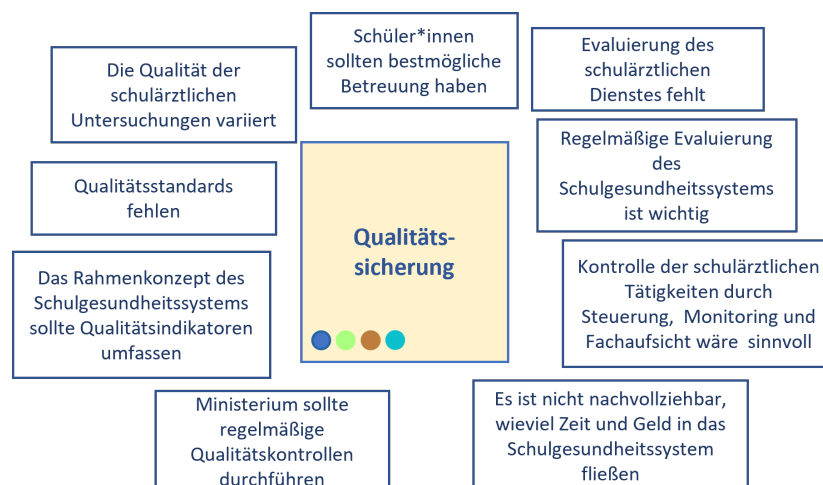 Schüler*innen
sollten bestmögliche
Betreuung haben
Evaluierung des
schulärztlichen
Dienstes fehlt
Die Qualität der
schulärztlichen
Untersuchungen variiert
Regelmäßige Evaluierung
des
Schulgesundheitssystems
ist wichtig
Qualitätsstandards
fehlen
Qualitäts-
sicherung
Das Rahmenkonzept des
Schulgesundheitssystems
sollte Qualitätsindikatoren
umfassen
Kontrolle der schulärztlichen
Tätigkeiten durch
Steuerung, Monitoring und
Fachaufsicht wäre sinnvoll
Ministerium sollte
regelmäßige
Qualitätskontrollen
durchführen
Es ist nicht nachvollziehbar,
wieviel Zeit und Geld in das
Schulgesundheitssystem
fließen